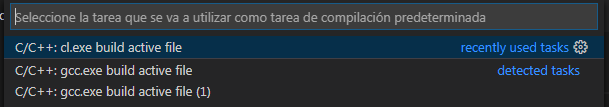 Seleccione la tarea que se va a utilizar como tarea de compilación predeterminada
C/C++: cl.exe build active file recently used tasks
C/C++: gcc.exe build active file detected tasks
C/C++: gcc.exe build active file (1)